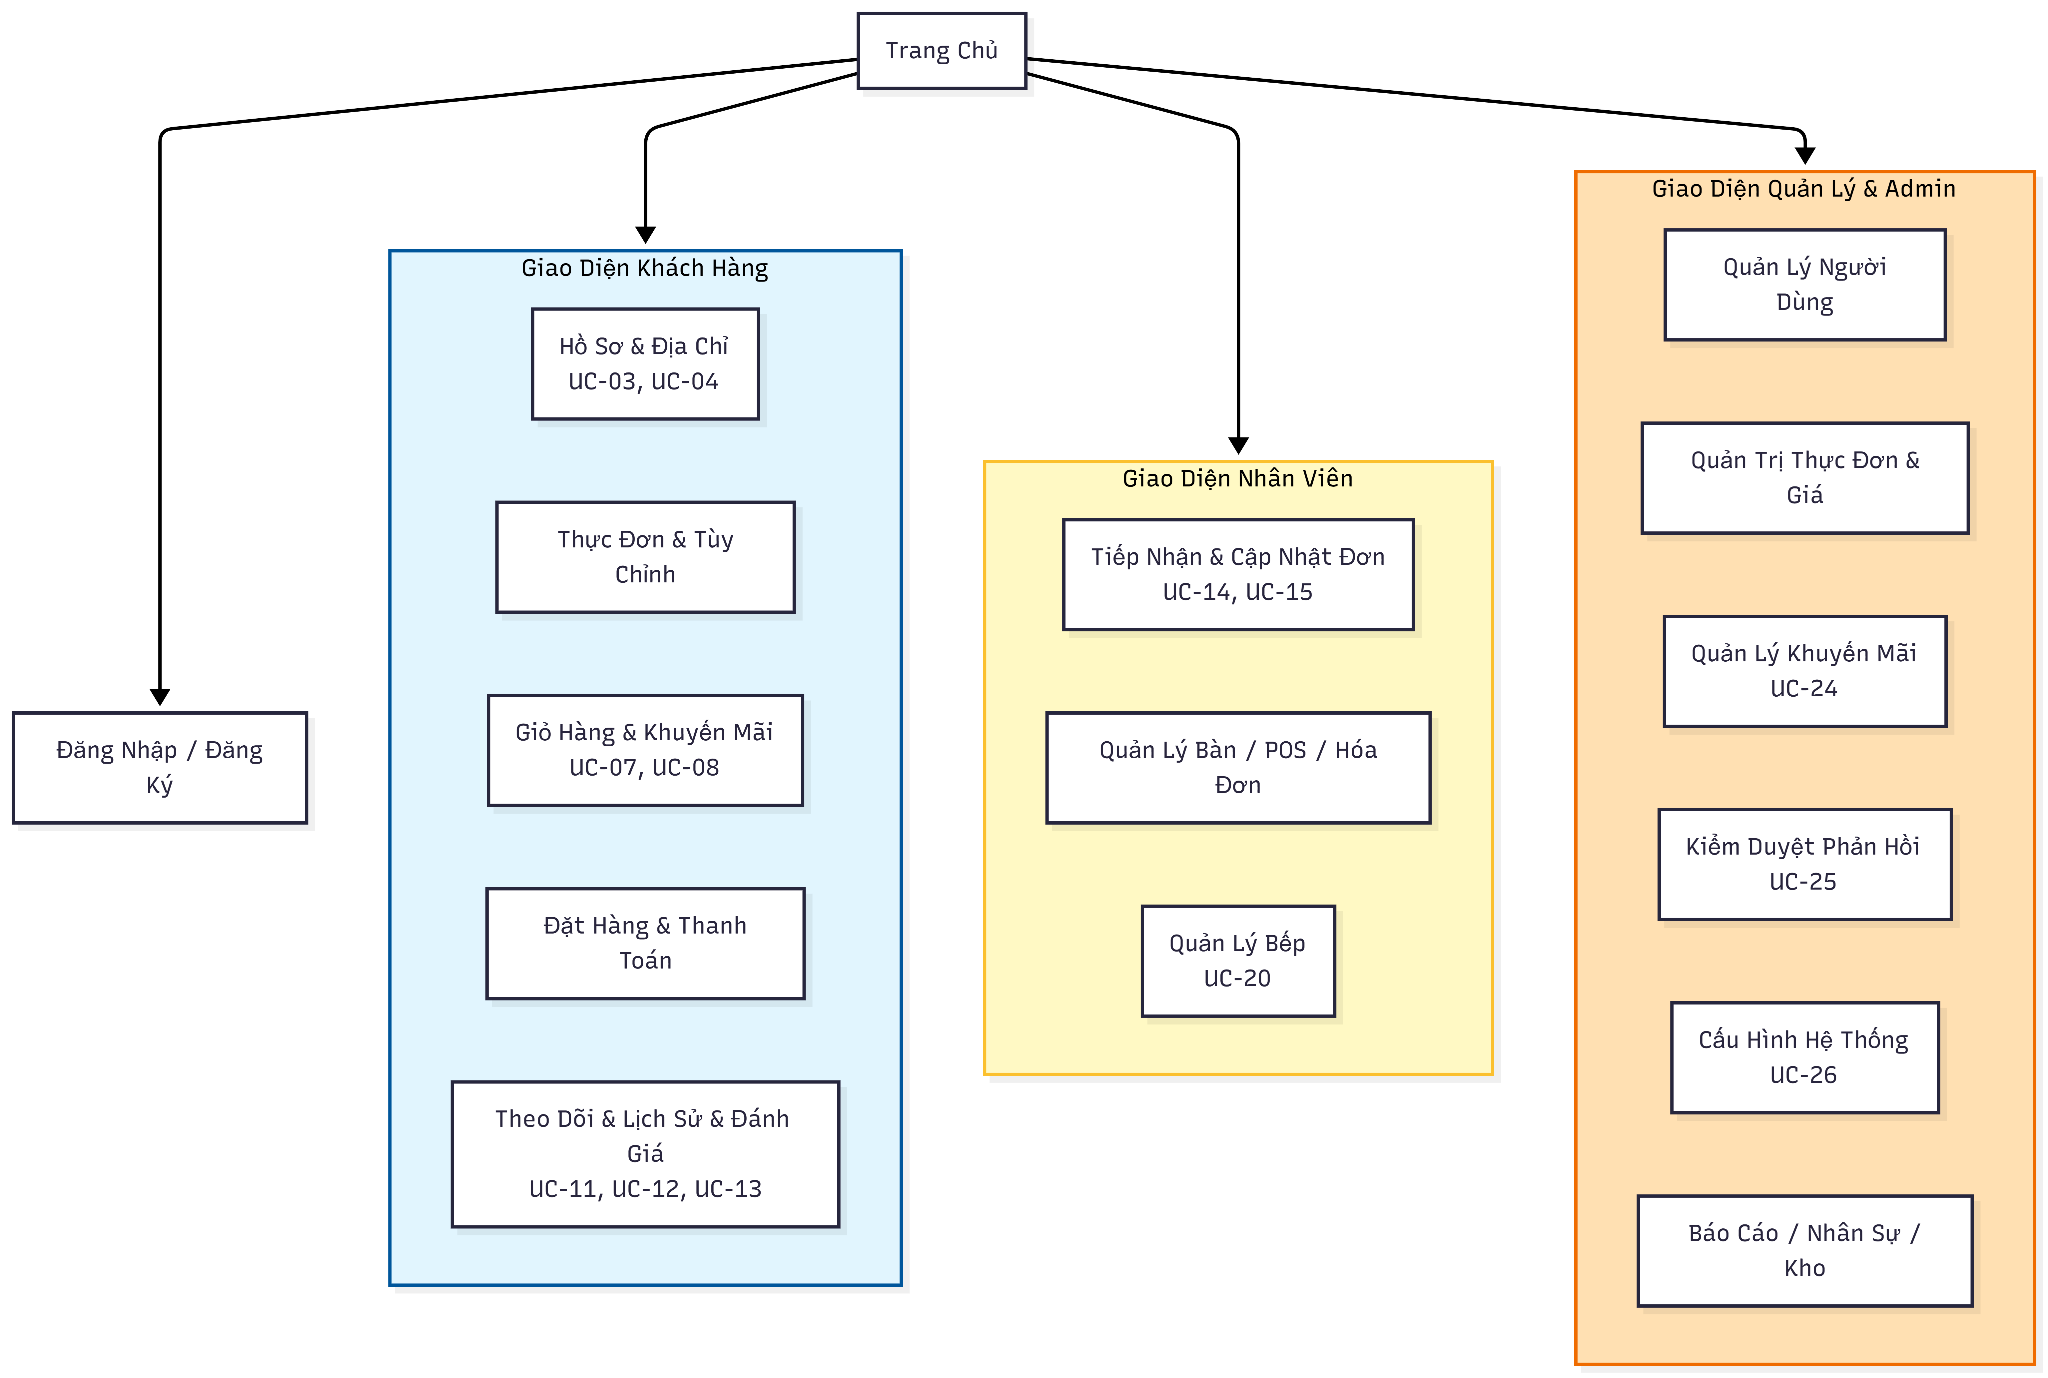 Trang Chủ
Đăng Nhập / Đăng
Ký
Giao Diện Khách Hàng
Hồ Sơ & Địa Chỉ
UC-03, UC-04
Thực Đơn & Tùy
Chỉnh
Giỏ Hàng & Khuyến Mãi
UC-07, UC-08
Đặt Hàng & Thanh
Toán
Theo Dõi & Lịch Sử & Đánh
Giá
UC-11, UC-12, UC-13
Giao Diện Nhân Viên
Tiếp Nhận & Cập Nhật Đơn
UC-14, UC-15
Quản Lý Bàn / POS / Hóa
Đơn
Quản Lý Bếp
UC-20
Giao Diện Quản Lý & Admin
Quản Lý Người
Dùng
Quản Trị Thực Đơn &
Giá
Quản Lý Khuyến Mãi
UC-24
Kiểm Duyệt Phản Hồi
UC-25
Cấu Hình Hệ Thống
UC-26
Báo Cáo / Nhân Sự /
Kho